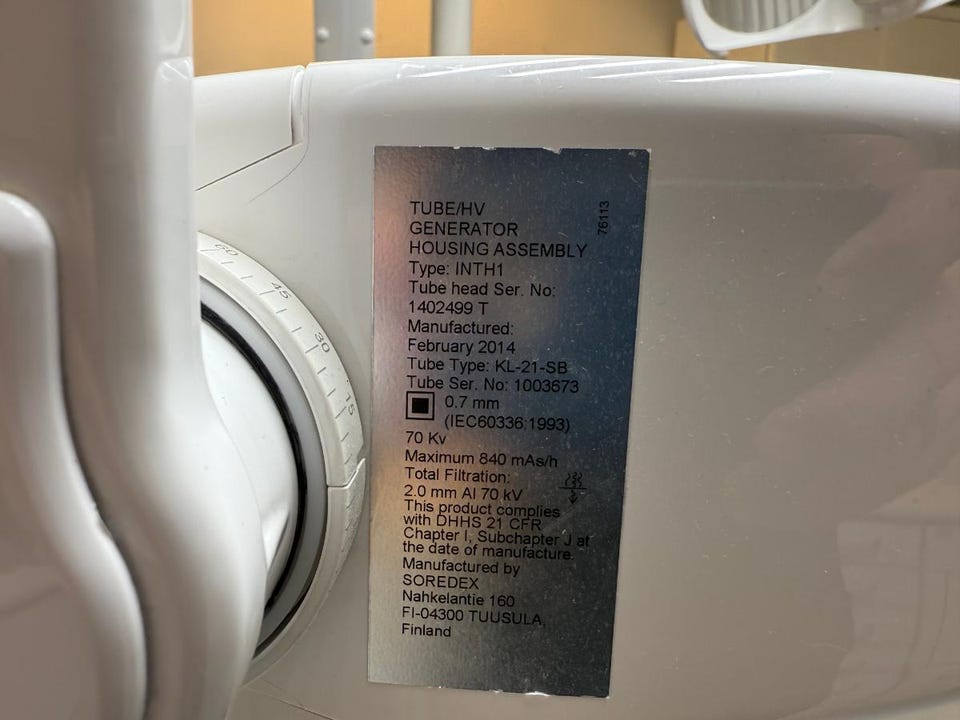 TUBE/HV
GENERATOR
HOUSING ASSEMBLY
Type: INTH1
Tube head Ser. No:
1402499 T
Manufactured:
February 2014
Tube Type: KL-21-SB
Tube Ser. No: 1003673
0.7 mm
(IEC60336:1993)
70 Kv
Maximum 840 mAs/h
Total Filtration:
2.0 mm Al 70 kV
This product complies
with DHHS 21 CFR
Chapter I, Subchapter J at
the date of manufacture.
Manufactured by
SOREDEX
Nahkelantie 160
FI-04300 TUUSULA,
Finland
76113
60
45
30
15